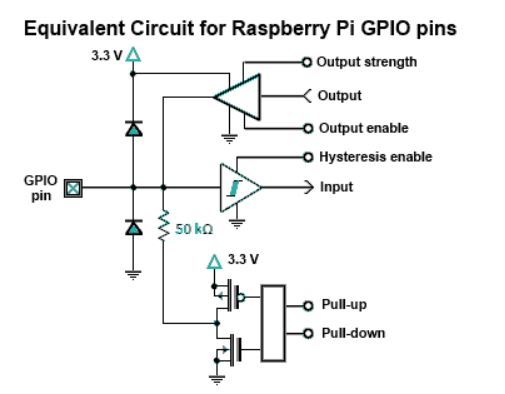 Equivalent Circuit for Raspberry Pi GPIO pins
3.3 V
Output strength
Output
Output enable
Hysteresis enable
GPIO
pin
Input
50 kΩ
3.3 V
Pull-up
Pull-down